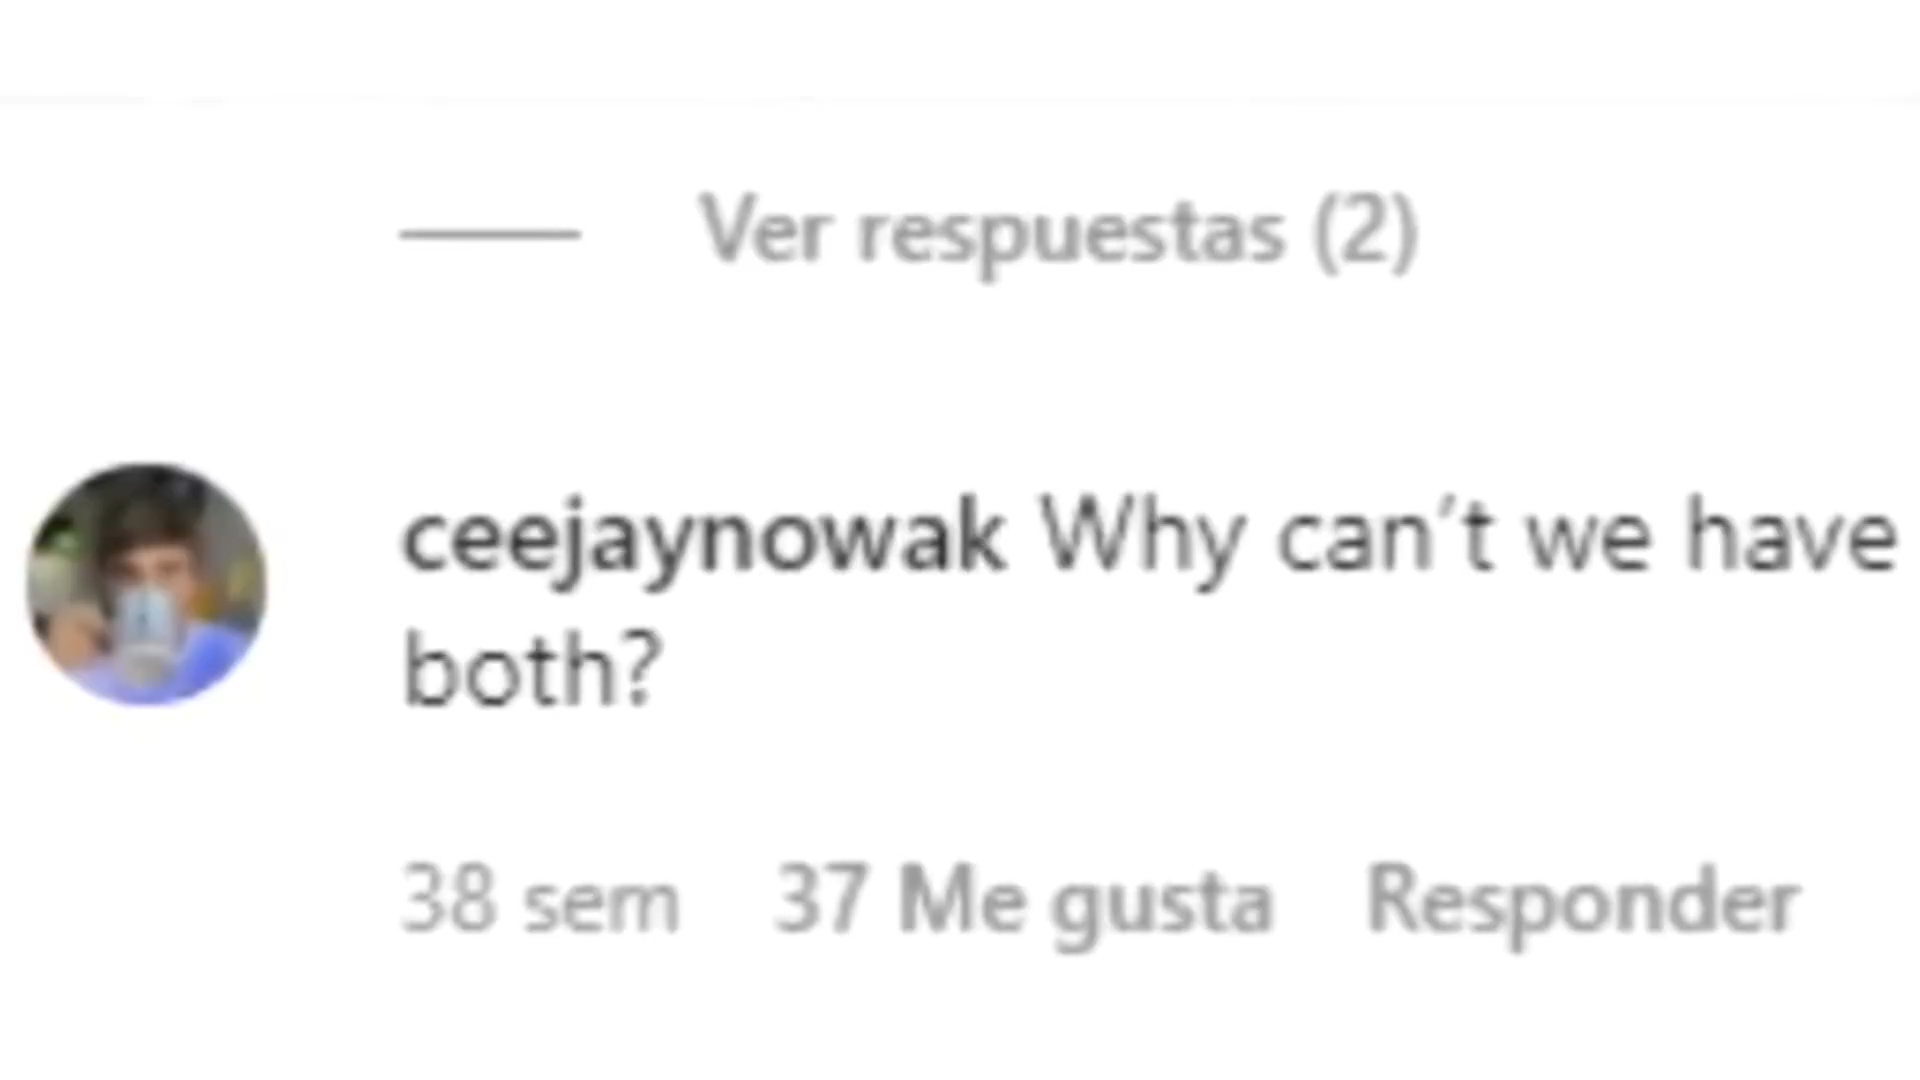 Ver respuestas (2)
ceejaynowak Why can't we have
both?
38 sem 37 Me gusta Responder